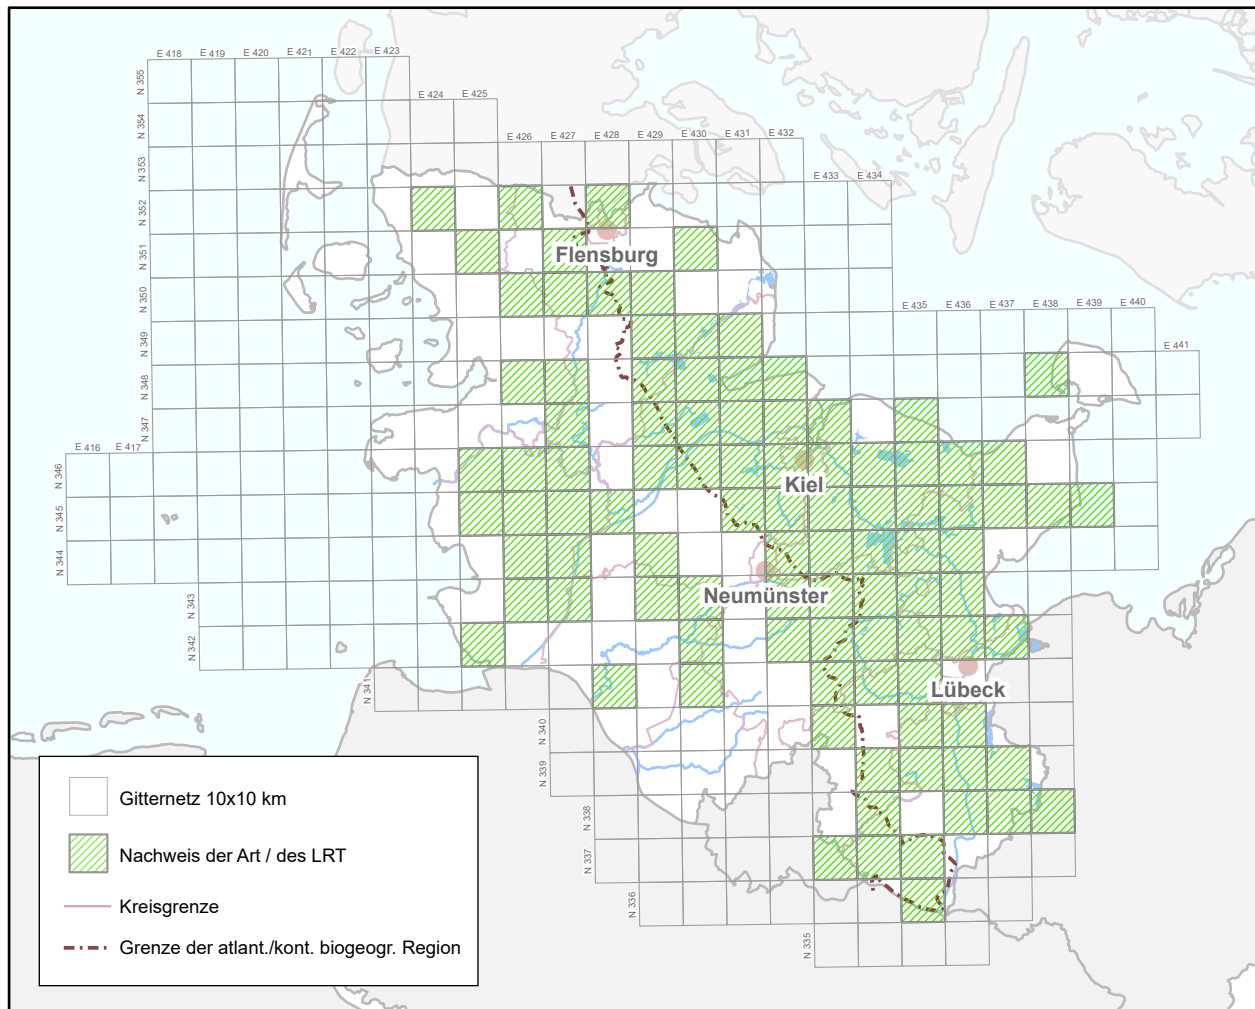 E 418 E 419 E 420 E 421 E 422 E 423
E 424 E 425
E 426 E 427 E 428 E 429 E 430 E 431 E 432
E 433 E 434
E 435 E 436 E 437 E 438 E 439 E 440
E 441
E 416 E 417
N 355
N 354
N 353
N 352
N 351
N 350
N 349
N 348
N 347
N 346
N 345
N 344
N 343
N 342
N 341
N 340
N 339
N 338
N 337
N 336
N 335
Flensburg
Kiel
Neumünster
Lübeck
Gitternetz 10x10 km
Nachweis der Art / des LRT
Kreisgrenze
Grenze der atlant./kont. biogeogr. Region